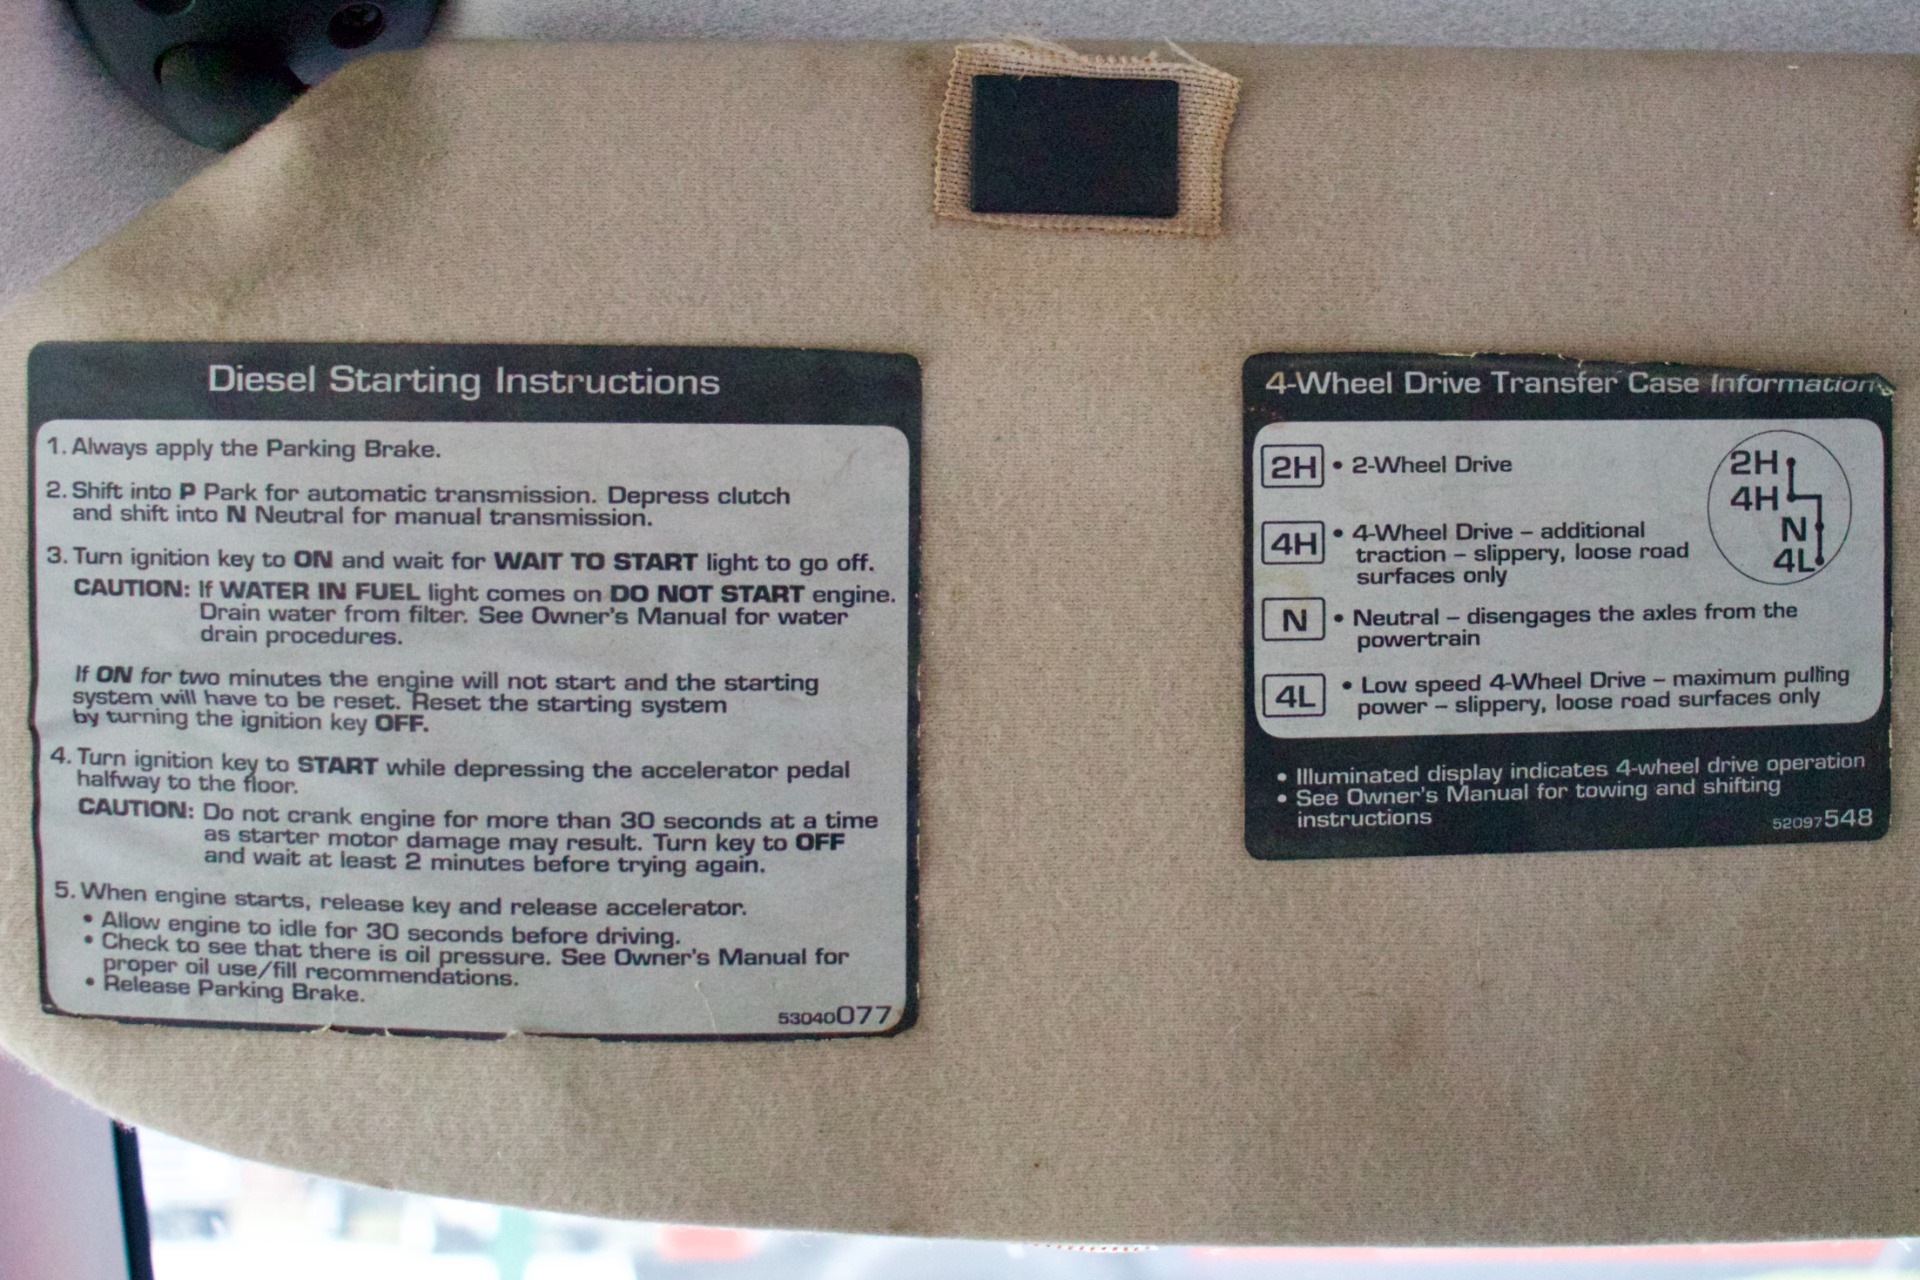 Diesel Starting Instructions
1. Always apply the Parking Brake.
2. Shift into P Park for automatic transmission. Depress clutch
and shift into N Neutral for manual transmission.
3. Turn ignition key to ON and wait for WAIT TO START light to go off.
CAUTION: If WATER IN FUEL light comes on DO NOT START engine.
Drain water from filter. See Owner's Manual for water
drain procedures.
If ON for two minutes the engine will not start and the starting
system will have to be reset. Reset the starting system
by turning the ignition key OFF.
4. Turn ignition key to START while depressing the accelerator pedal
halfway to the floor.
CAUTION: Do not crank engine for more than 30 seconds at a time
as starter motor damage may result. Turn key to OFF
and wait at least 2 minutes before trying again.
5. When engine starts, release key and release accelerator.
• Allow engine to idle for 30 seconds before driving.
• Check to see that there is oil pressure. See Owner's Manual for
proper oil use/fill recommendations.
• Release Parking Brake.
53040077
4-Wheel Drive Transfer Case Information
2H • 2-Wheel Drive
4H • 4-Wheel Drive – additional
traction – slippery, loose road
surfaces only
N • Neutral – disengages the axles from the
powertrain
4L • Low speed 4-Wheel Drive – maximum pulling
power – slippery, loose road surfaces only
2H
4H
N
4L
• Illuminated display indicates 4-wheel drive operation
• See Owner's Manual for towing and shifting
instructions
52097548